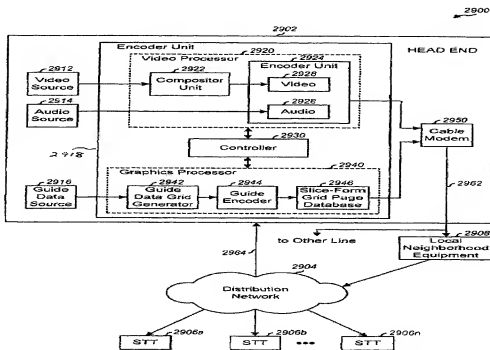 2900
2902
Encoder Unit
HEAD END
2920
Video Processor
2924
Encoder Unit
2912
Video
Source
2922
Compositor
Unit
2928
Video
2914
Audio
Source
2926
Audio
2950
Cable
Modem
2918
2930
Controller
2940
Graphics Processor
2962
2916
Guide Data
Source
2942
Guide
Data Grid
Generator
2944
Guide
Encoder
2946
Slice-Form
Grid Page
Database
2908
to Other Line
Local
Neighborhood
Equipment
2964
2904
Distribution
Network
2906a
STT
2906b
STT
2906n
STT